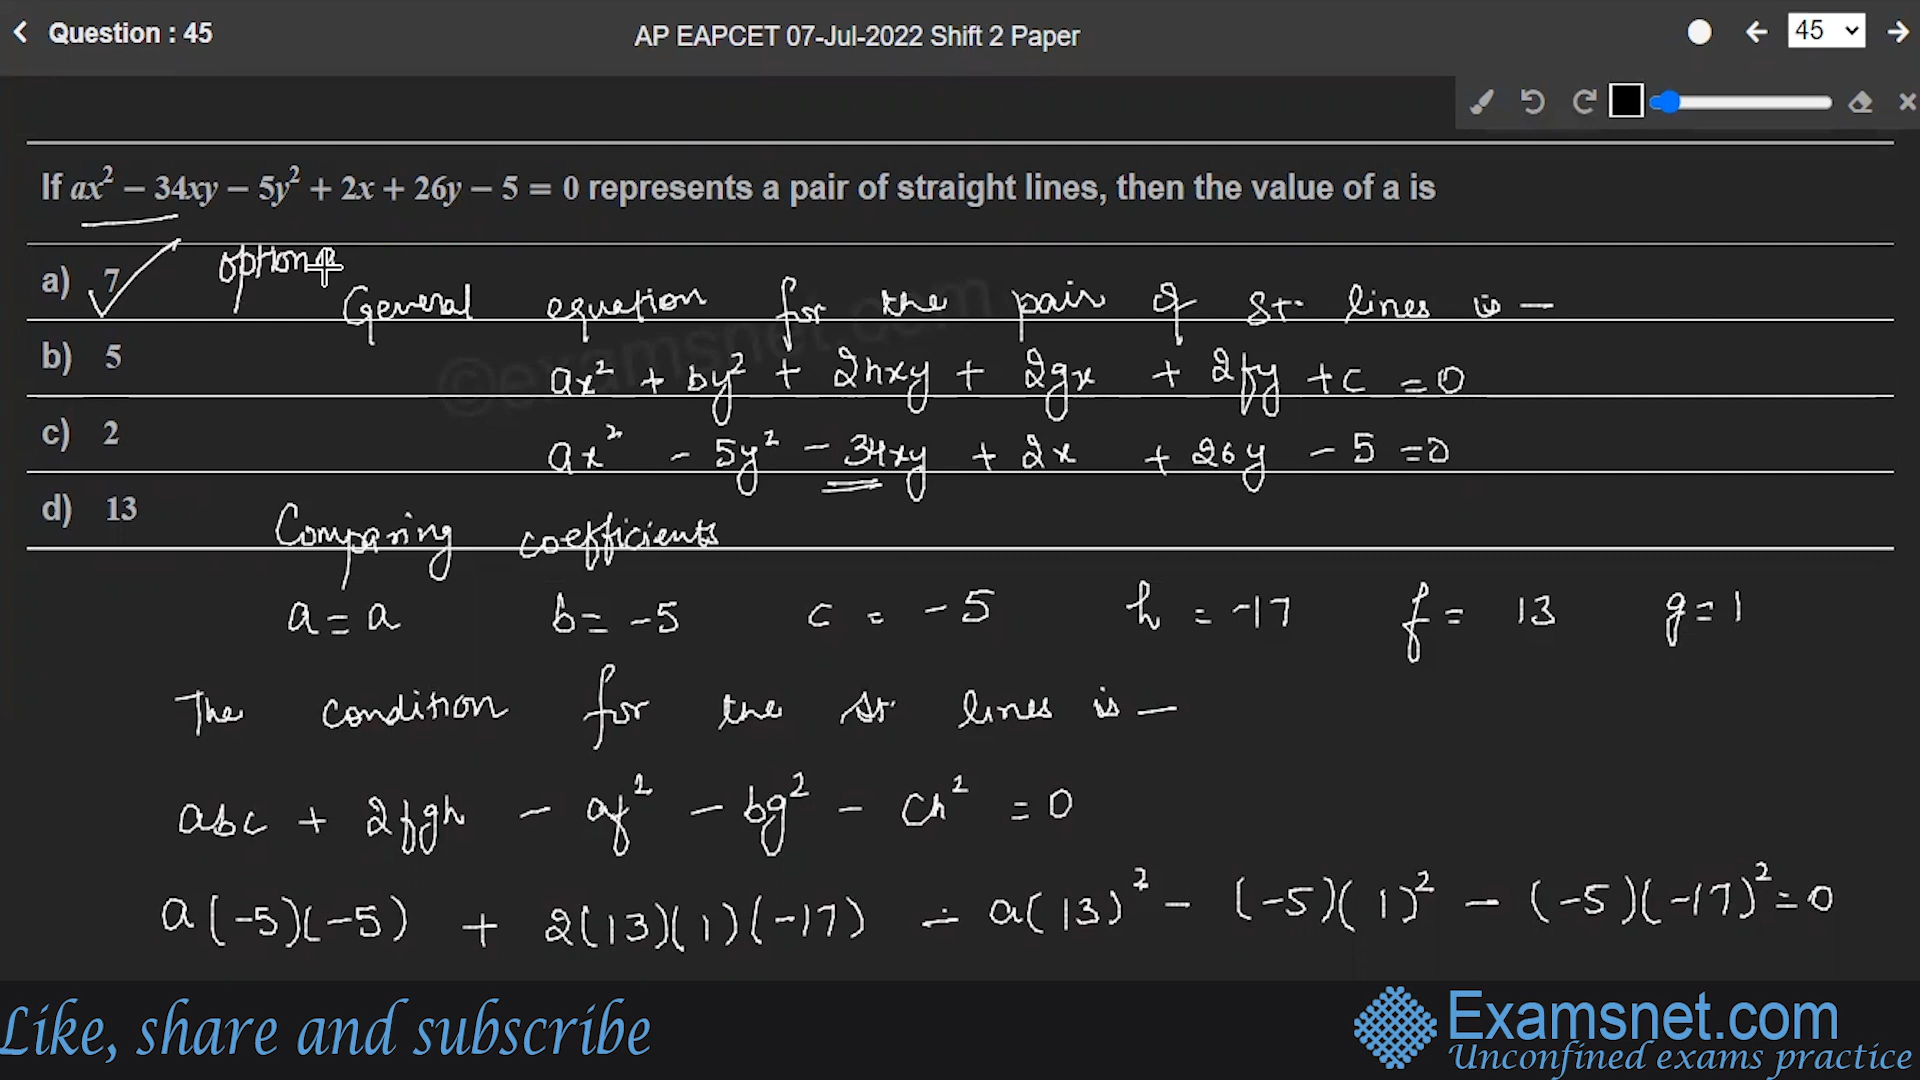 Question : 45
AP EAPCET 07-Jul-2022 Shift 2 Paper
45
If ax² − 34xy − 5y² + 2x + 26y − 5 = 0 represents a pair of straight lines, then the value of a is
a) 7
option a
General equation for the pair of St. lines is —
b) 5
ax² + by² + 2hxy + 2gx + 2fy + c = 0
c) 2
ax² - 5y² - 34xy + 2x + 26y - 5 = 0
d) 13
Comparing coefficients
a = a b = -5 c = -5 h = -17 f = 13 g = 1
The condition for the st. lines is —
abc + 2fgh - af² - bg² - ch² = 0
a(-5)(-5) + 2(13)(1)(-17) - a(13)² - (-5)(1)² - (-5)(-17)² = 0
©examsnet.com
Like, share and subscribe
Examsnet.com
Unconfined exams practice